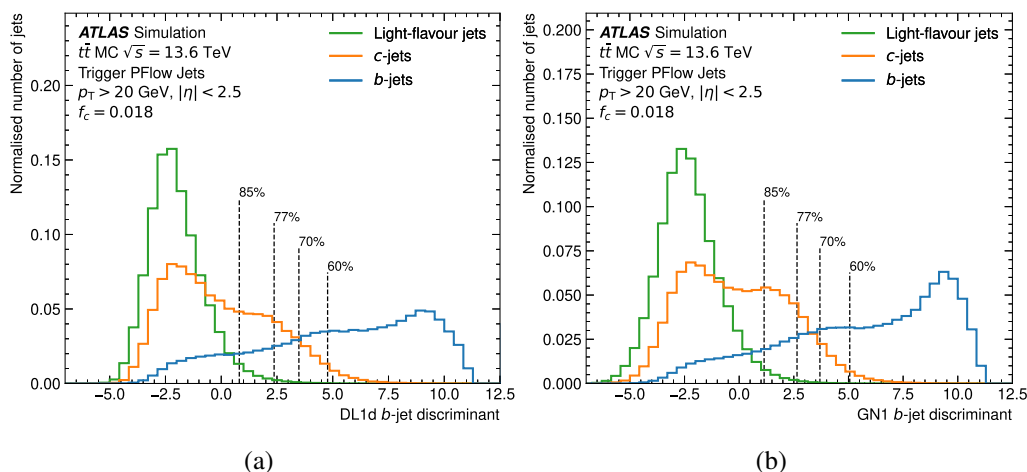 Normalised number of jets
ATLAS Simulation
tt̄ MC √s = 13.6 TeV
Trigger PFlow Jets
pT > 20 GeV, |η| < 2.5
fc = 0.018
Light-flavour jets
c-jets
b-jets
0.20
0.15
0.10
0.05
0.00
85%
77%
70%
60%
−5.0 −2.5 0.0 2.5 5.0 7.5 10.0 12.5
DL1d b-jet discriminant
(a)
Normalised number of jets
ATLAS Simulation
tt̄ MC √s = 13.6 TeV
Trigger PFlow Jets
pT > 20 GeV, |η| < 2.5
fc = 0.018
Light-flavour jets
c-jets
b-jets
0.200
0.175
0.150
0.125
0.100
0.075
0.050
0.025
0.000
85%
77%
70%
60%
−5.0 −2.5 0.0 2.5 5.0 7.5 10.0 12.5
GN1 b-jet discriminant
(b)